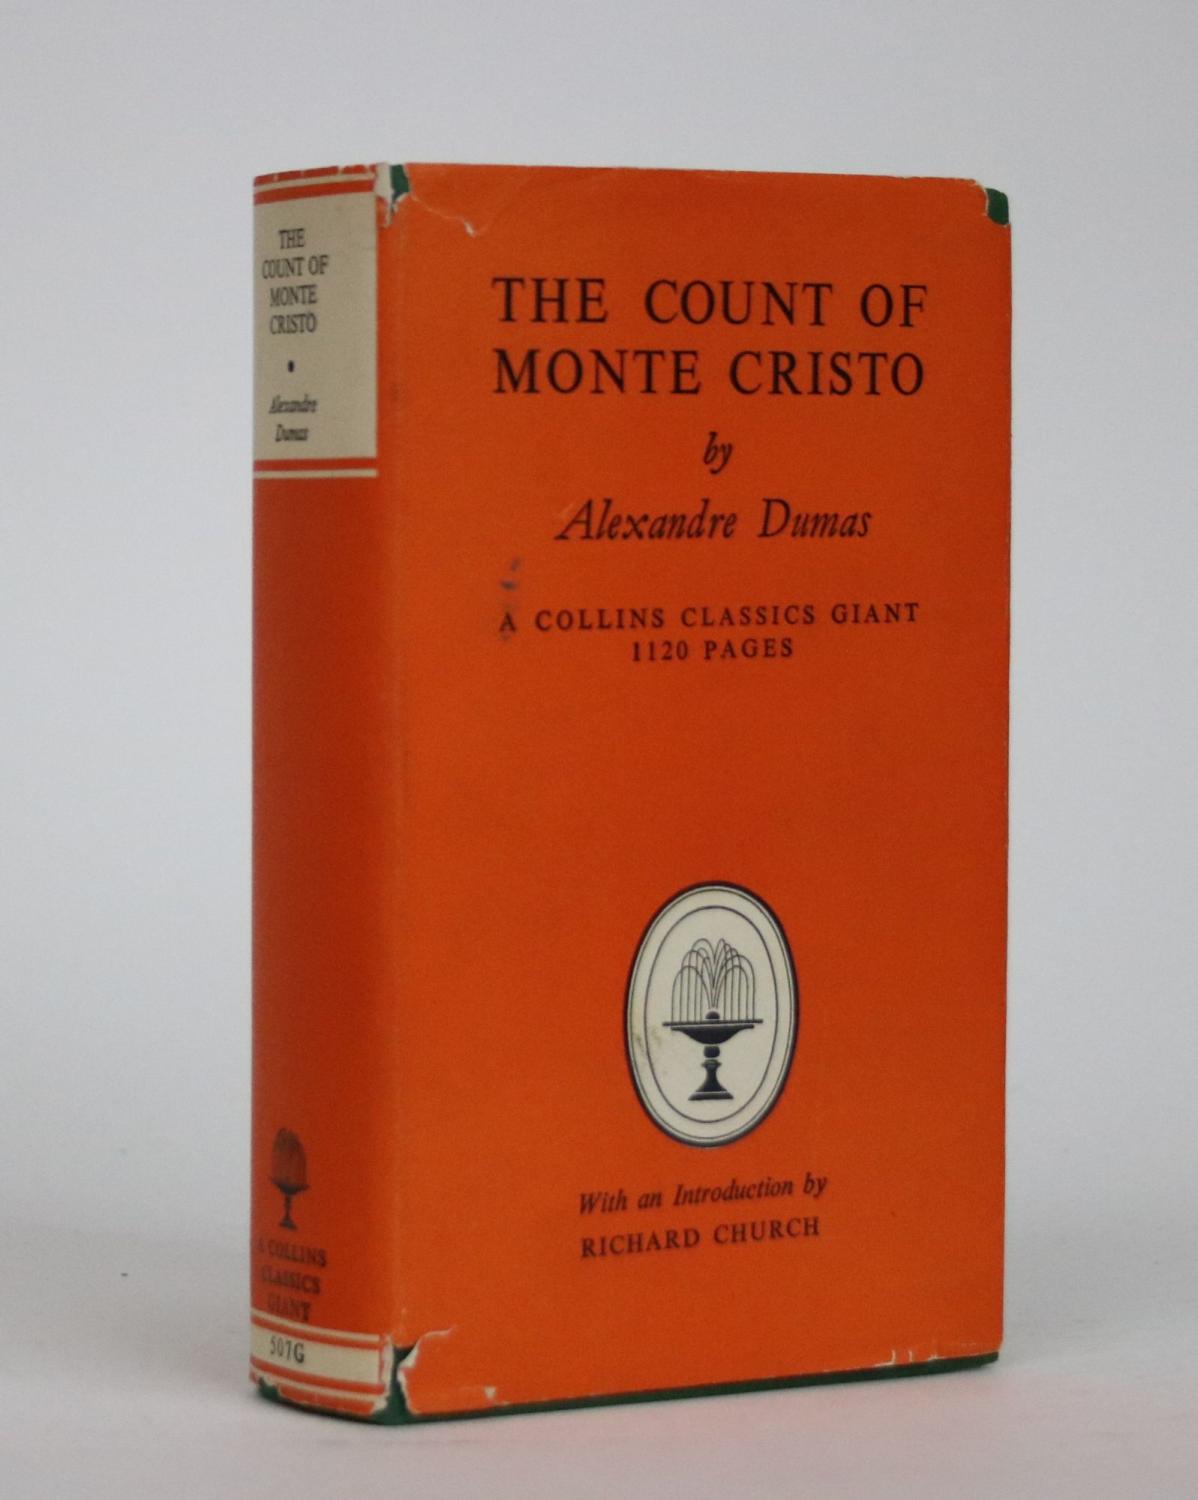 THE
COUNT OF
MONTE
CRISTO
•
Alexandre
Dumas
A COLLINS
CLASSICS
GIANT
507G
THE COUNT OF
MONTE CRISTO
by
Alexandre Dumas
A COLLINS CLASSICS GIANT
1120 PAGES
With an Introduction by
RICHARD CHURCH